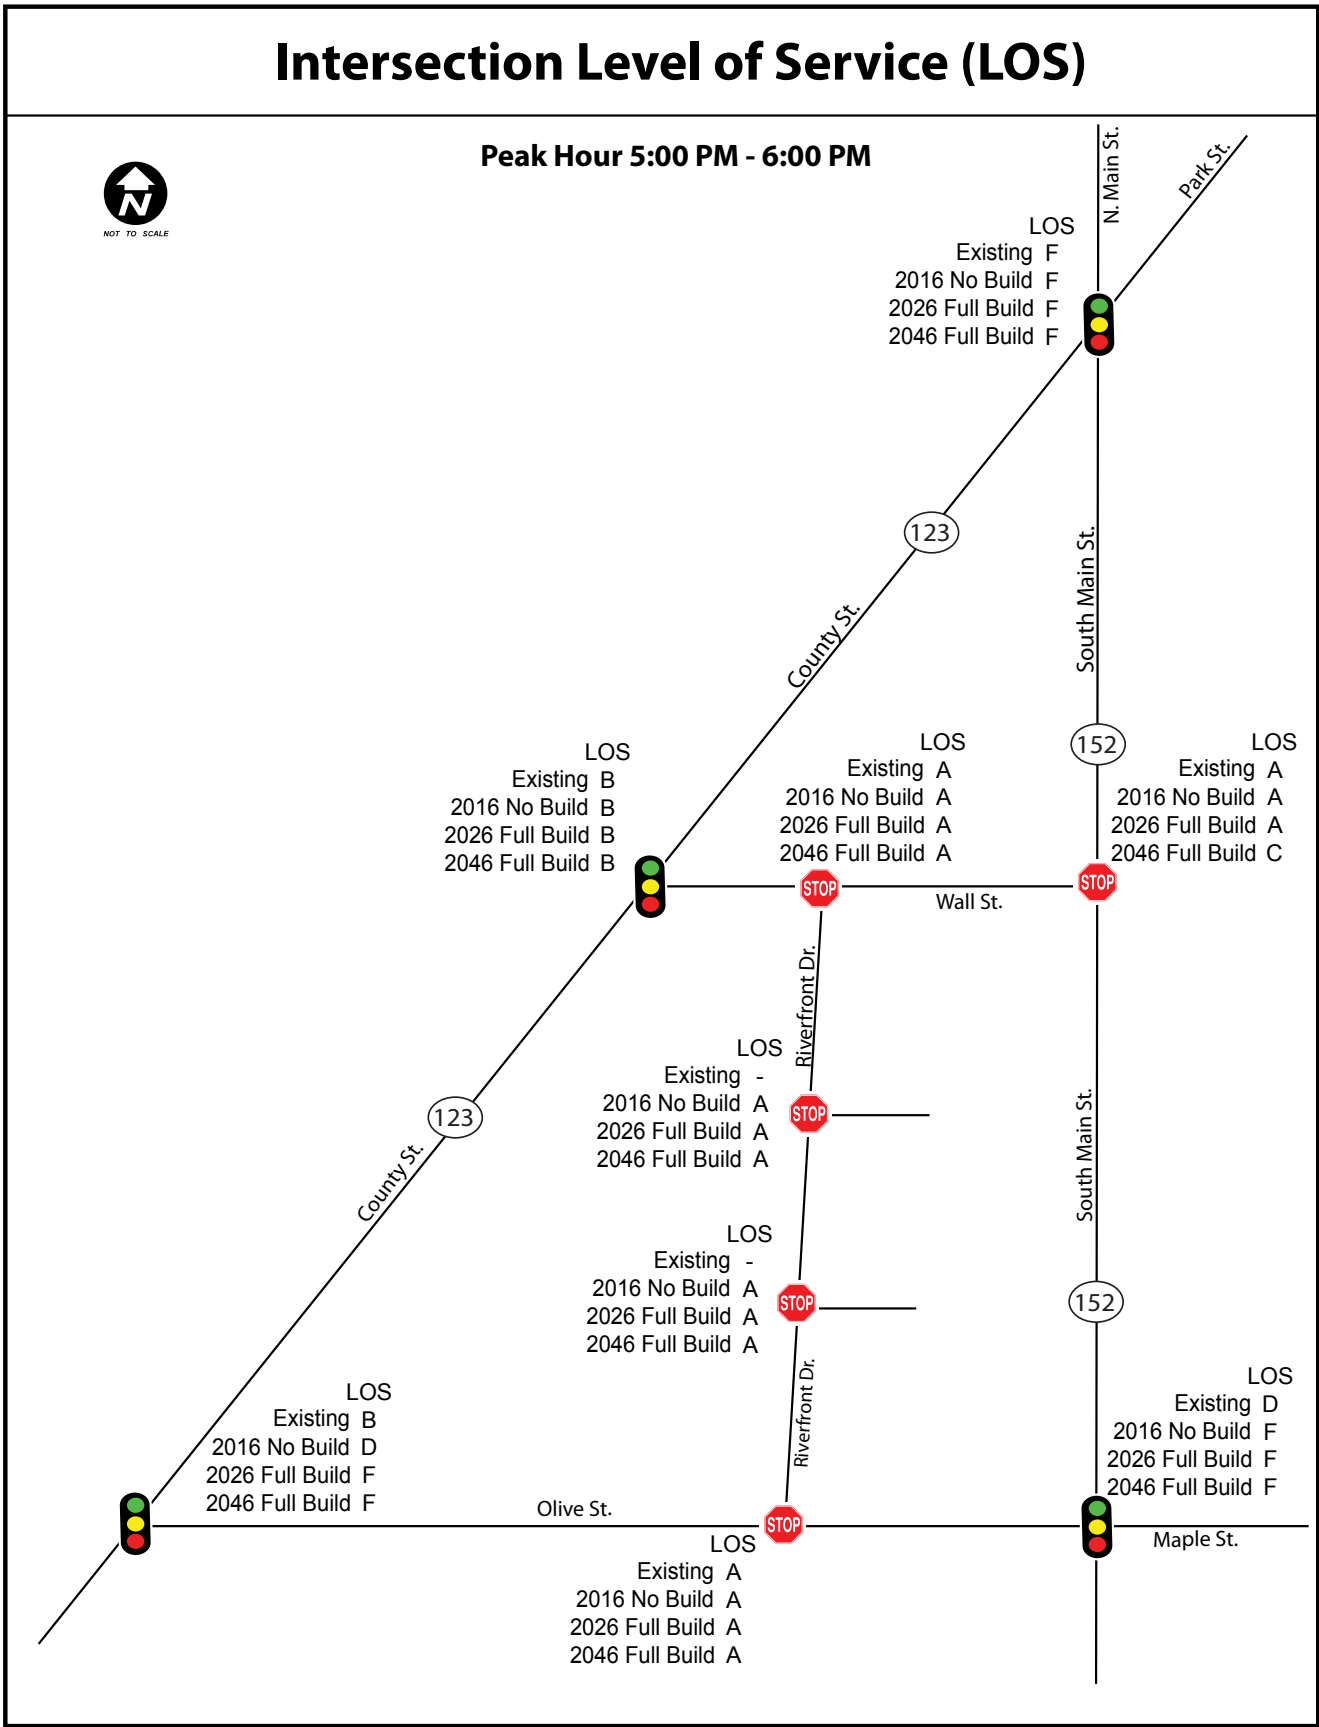 Intersection Level of Service (LOS)
Peak Hour 5:00 PM - 6:00 PM
N
NOT TO SCALE
N. Main St.
Park St.
LOS
Existing F
2016 No Build F
2026 Full Build F
2046 Full Build F
123
County St.
South Main St.
152
LOS
Existing B
2016 No Build B
2026 Full Build B
2046 Full Build B
LOS
Existing A
2016 No Build A
2026 Full Build A
2046 Full Build A
LOS
Existing A
2016 No Build A
2026 Full Build A
2046 Full Build C
STOP
STOP
Wall St.
Riverfront Dr.
LOS
Existing -
2016 No Build A
2026 Full Build A
2046 Full Build A
STOP
123
County St.
South Main St.
LOS
Existing -
2016 No Build A
2026 Full Build A
2046 Full Build A
STOP
152
Riverfront Dr.
LOS
Existing B
2016 No Build D
2026 Full Build F
2046 Full Build F
LOS
Existing D
2016 No Build F
2026 Full Build F
2046 Full Build F
Olive St.
STOP
Maple St.
LOS
Existing A
2016 No Build A
2026 Full Build A
2046 Full Build A